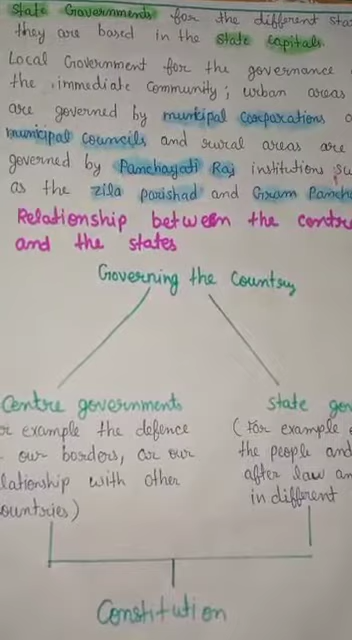 State Governments for the different sta
they are based in the state capitals
Local Government for the governance
the immediate community; urban areas
are governed by municipal corporations o
municipal councils and rural areas are
governed by Panchayati Raj institutions su
as the zila parishad and Gram Pancha
Relationship between the centre
and the states
Governing the country
Centre governments
or example the defence
our borders, or our
lationship with other
ountries)
state gov
(For example
the people and
after law an
in different
Constitution